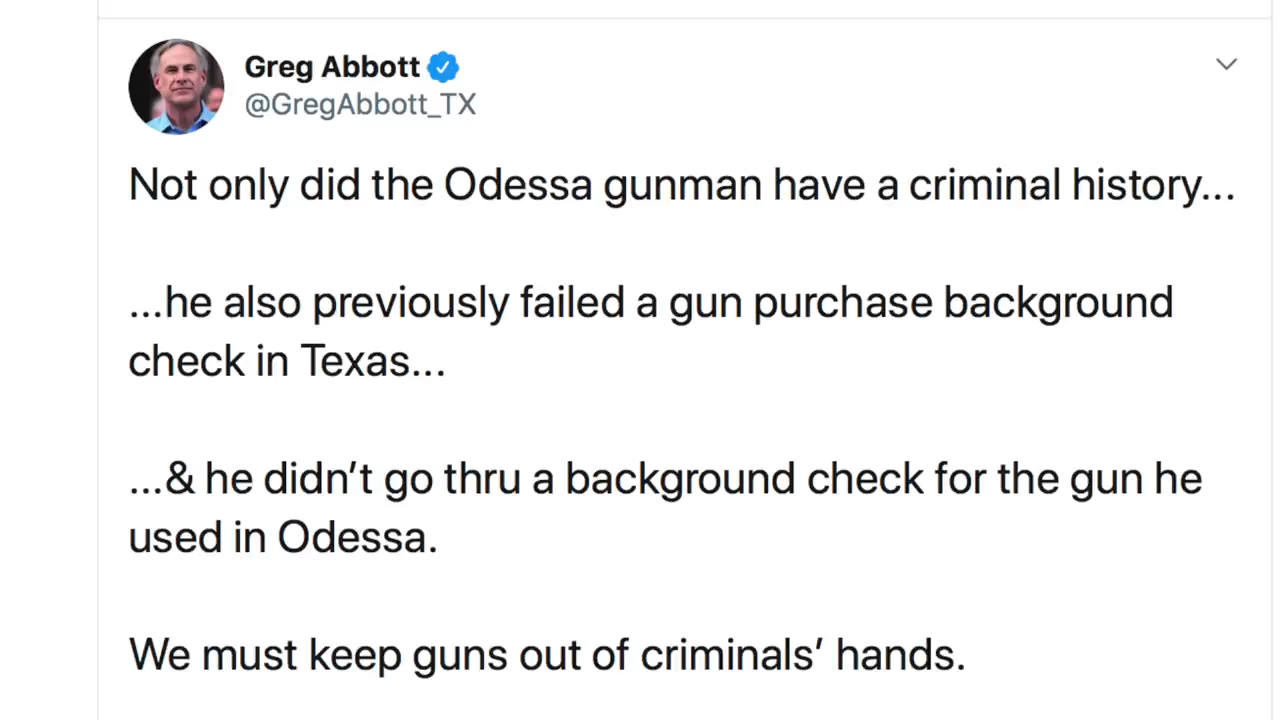 Greg Abbott
@GregAbbott_TX
Not only did the Odessa gunman have a criminal history...
...he also previously failed a gun purchase background
check in Texas...
...& he didn’t go thru a background check for the gun he
used in Odessa.
We must keep guns out of criminals’ hands.